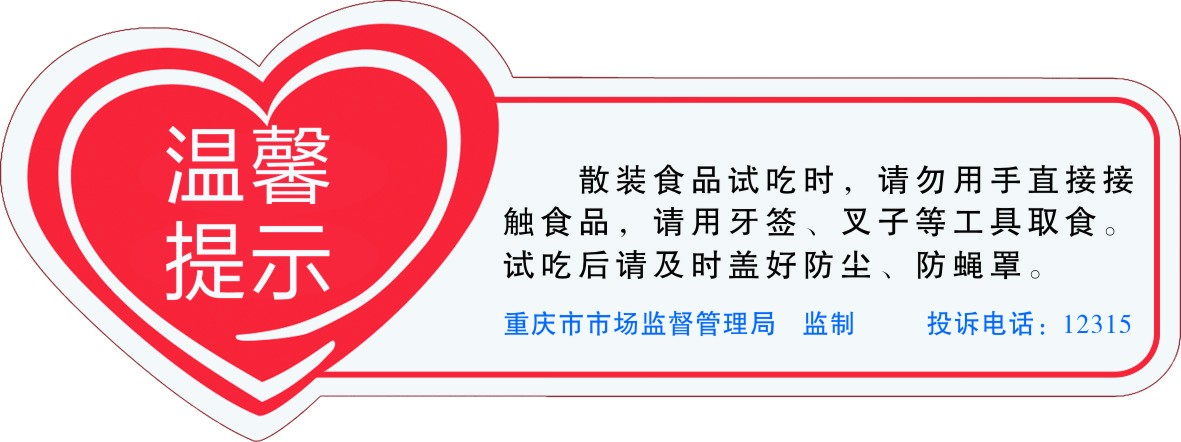 温馨
提示
散装食品试吃时，请勿用手直接接
触食品，请用牙签、叉子等工具取食。
试吃后请及时盖好防尘、防蝇罩。
重庆市市场监督管理局 监制 投诉电话：12315